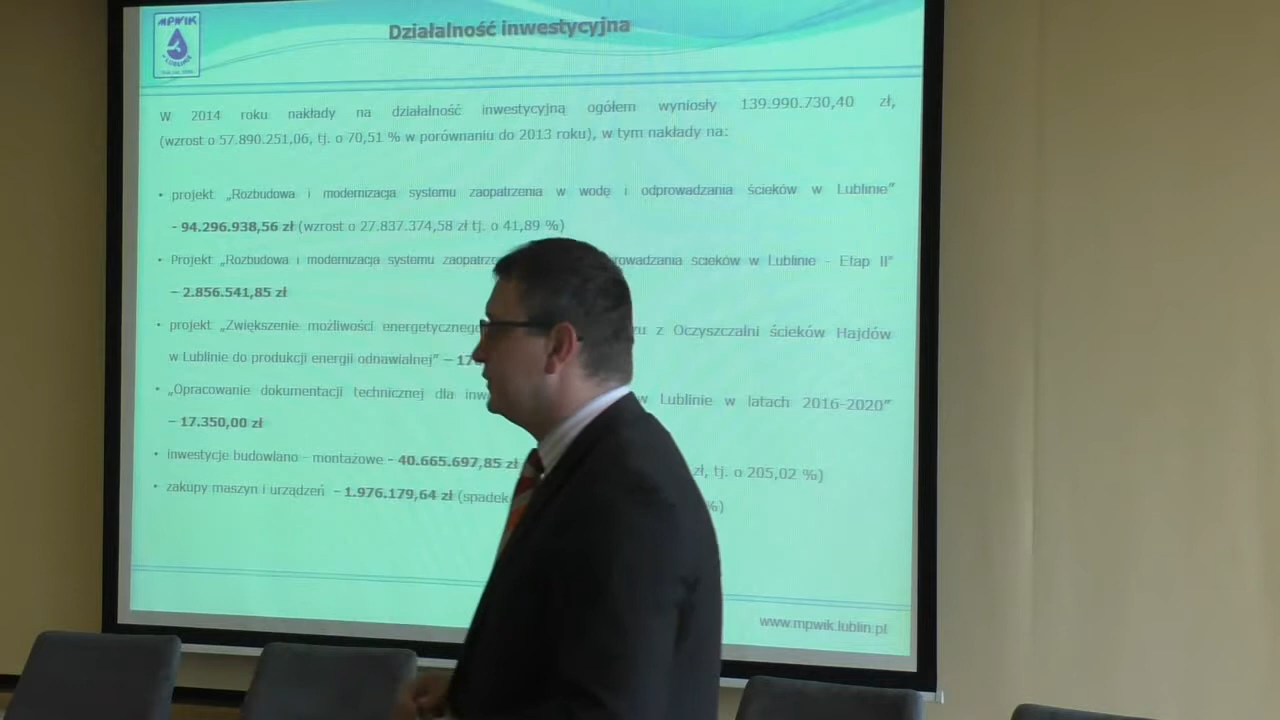 MPWiK
w LUBLINIE
Działalność inwestycyjna
W 2014 roku nakłady na działalność inwestycyjną ogółem wyniosły 139.990.730,40 zł,
(wzrost o 57.890.251,06, tj. o 70,51 % w porównaniu do 2013 roku), w tym nakłady na:
• projekt „Rozbudowa i modernizacja systemu zaopatrzenia w wodę i odprowadzania ścieków w Lublinie"
- 94.296.938,56 zł (wzrost o 27.837.374,58 zł tj. o 41,89 %)
• Projekt „Rozbudowa i modernizacja systemu ścieków w Lublinie - Etap II"
– 2.856.541,85 zł
• projekt „Zwiększenie możliwości z Oczyszczalni ścieków Hajdów
w Lublinie do produkcji energii odnawialnej" –
• „Opracowanie dokumentacji technicznej dla w Lublinie w latach 2016-2020"
– 17.350,00 zł
• inwestycje budowlano - montażowe - 40.665.697,85 zł zł, tj. o 205,02 %)
• zakupy maszyn i urządzeń – 1.976.179,64 zł (spadek %)
www.mpwik.lublin.pl